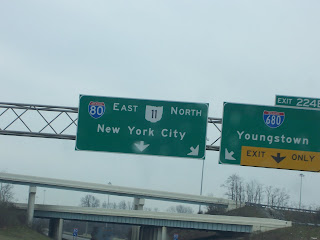 80 EAST 11 NORTH
New York City
EXIT 224B
680
Youngstown
EXIT ONLY